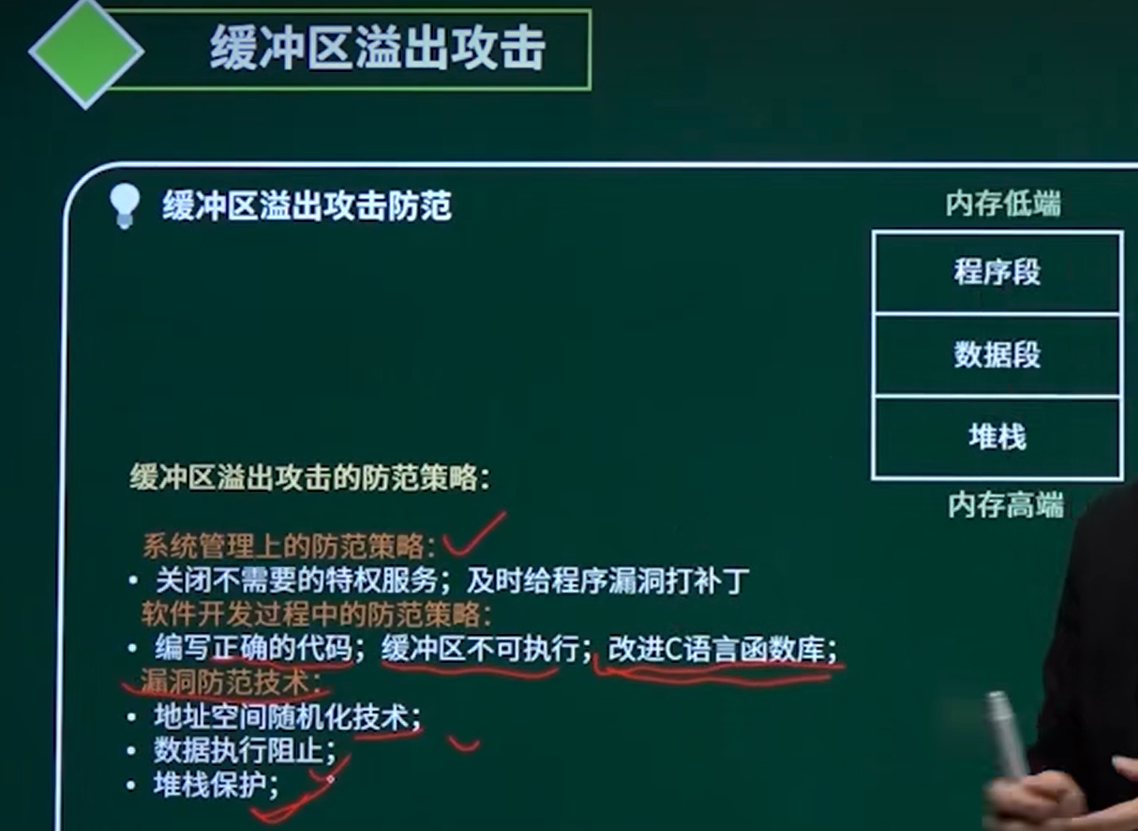 缓冲区溢出攻击
缓冲区溢出攻击防范
内存低端
程序段
数据段
堆栈
内存高端
缓冲区溢出攻击的防范策略：
系统管理上的防范策略：
• 关闭不需要的特权服务；及时给程序漏洞打补丁
软件开发过程中的防范策略：
• 编写正确的代码；缓冲区不可执行；改进C语言函数库；
漏洞防范技术：
• 地址空间随机化技术；
• 数据执行阻止；
• 堆栈保护；